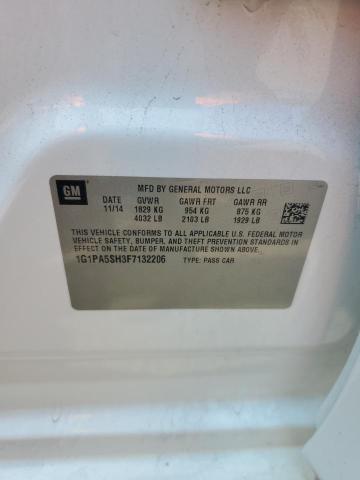 GM
MFD BY GENERAL MOTORS LLC
DATE GVWR GAWR FRT GAWR RR
11/14 1829 KG 954 KG 875 KG
4032 LB 2103 LB 1929 LB
THIS VEHICLE CONFORMS TO ALL APPLICABLE U.S. FEDERAL MOTOR
VEHICLE SAFETY, BUMPER, AND THEFT PREVENTION STANDARDS
IN EFFECT ON THE DATE OF MANUFACTURE SHOWN ABOVE.
1G1PA5SH3F7132206 TYPE: PASS CAR